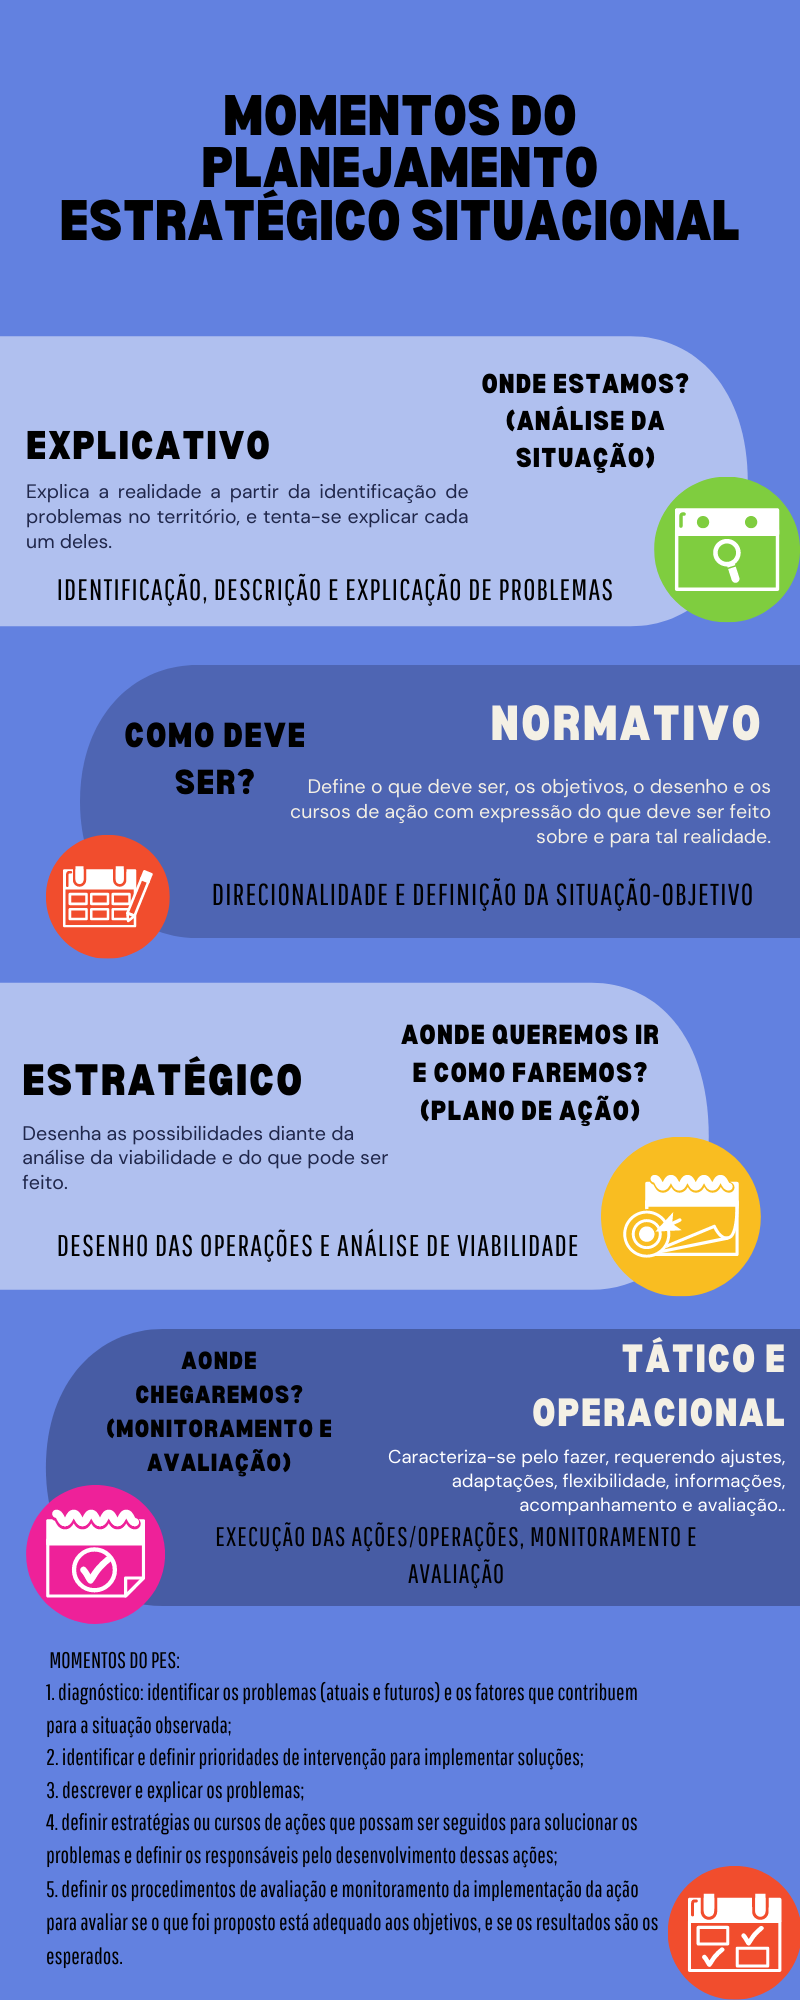 MOMENTOS DO
PLANEJAMENTO
ESTRATÉGICO SITUACIONAL
ONDE ESTAMOS?
(ANÁLISE DA
SITUAÇÃO)
EXPLICATIVO
Explica a realidade a partir da identificação de
problemas no território, e tenta-se explicar cada
um deles.
IDENTIFICAÇÃO, DESCRIÇÃO E EXPLICAÇÃO DE PROBLEMAS
NORMATIVO
COMO DEVE
SER?
Define o que deve ser, os objetivos, o desenho e os
cursos de ação com expressão do que deve ser feito
sobre e para tal realidade.
DIRECIONALIDADE E DEFINIÇÃO DA SITUAÇÃO-OBJETIVO
AONDE QUEREMOS IR
E COMO FAREMOS?
(PLANO DE AÇÃO)
ESTRATÉGICO
Desenha as possibilidades diante da
análise da viabilidade e do que pode ser
feito.
DESENHO DAS OPERAÇÕES E ANÁLISE DE VIABILIDADE
AONDE
CHEGAREMOS?
(MONITORAMENTO E
AVALIAÇÃO)
TÁTICO E
OPERACIONAL
Caracteriza-se pelo fazer, requerendo ajustes,
adaptações, flexibilidade, informações,
acompanhamento e avaliação..
EXECUÇÃO DAS AÇÕES/OPERAÇÕES, MONITORAMENTO E
AVALIAÇÃO
MOMENTOS DO PES:
1. diagnóstico: identificar os problemas (atuais e futuros) e os fatores que contribuem
para a situação observada;
2. identificar e definir prioridades de intervenção para implementar soluções;
3. descrever e explicar os problemas;
4. definir estratégias ou cursos de ações que possam ser seguidos para solucionar os
problemas e definir os responsáveis pelo desenvolvimento dessas ações;
5. definir os procedimentos de avaliação e monitoramento da implementação da ação
para avaliar se o que foi proposto está adequado aos objetivos, e se os resultados são os
esperados.